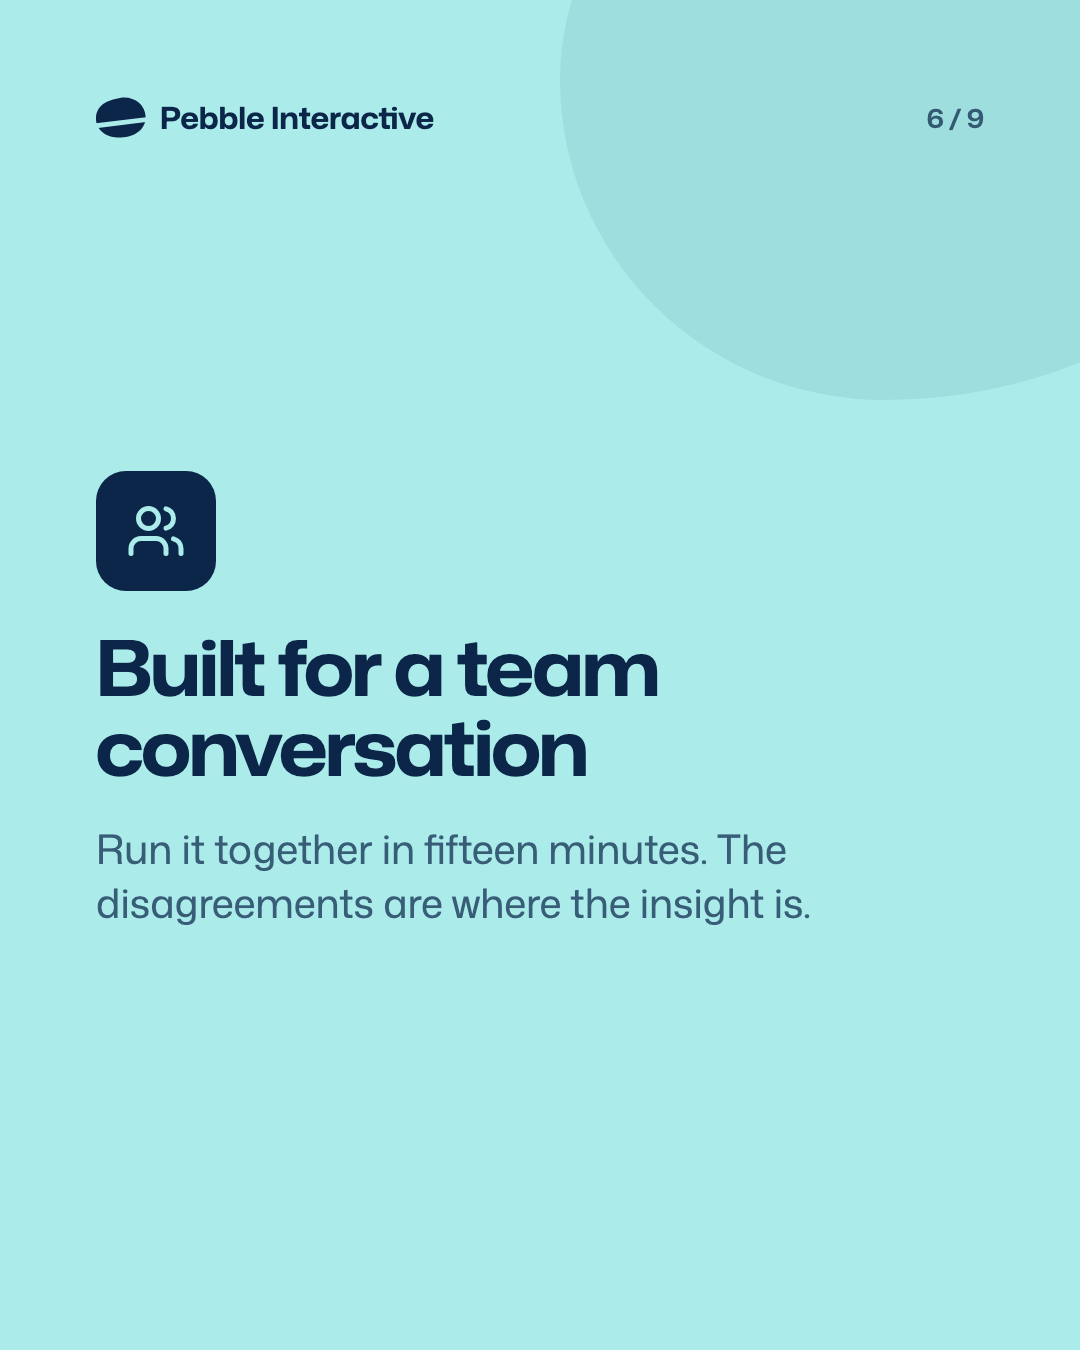 Pebble Interactive
6 / 9
Built for a team
conversation
Run it together in fifteen minutes. The
disagreements are where the insight is.